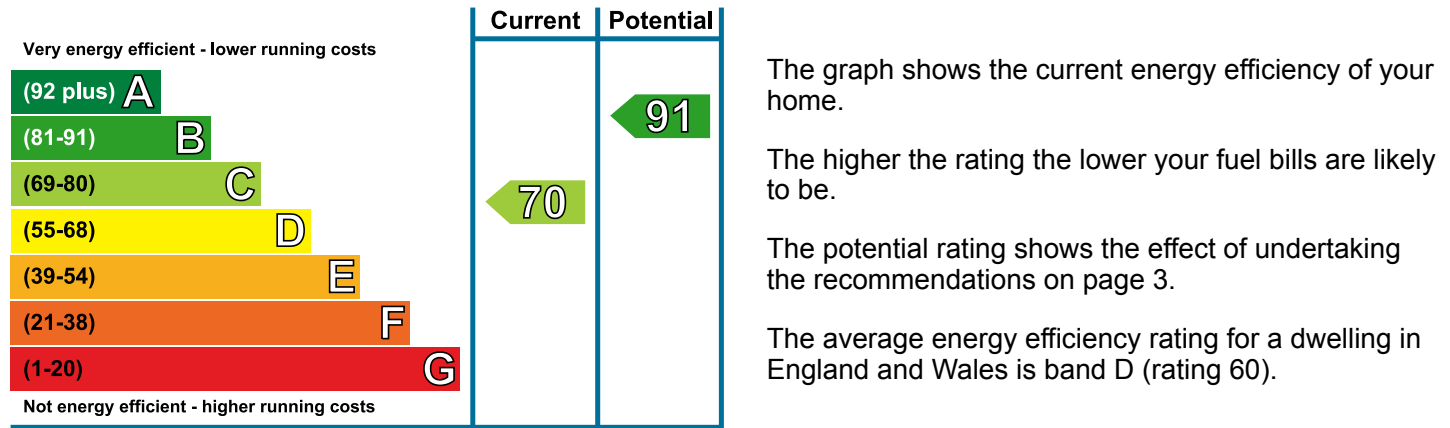 Current Potential
Very energy efficient - lower running costs
(92 plus) A
91
(81-91) B
(69-80) C
70
(55-68) D
(39-54) E
(21-38) F
(1-20) G
Not energy efficient - higher running costs
The graph shows the current energy efficiency of your
home.
The higher the rating the lower your fuel bills are likely
to be.
The potential rating shows the effect of undertaking
the recommendations on page 3.
The average energy efficiency rating for a dwelling in
England and Wales is band D (rating 60).